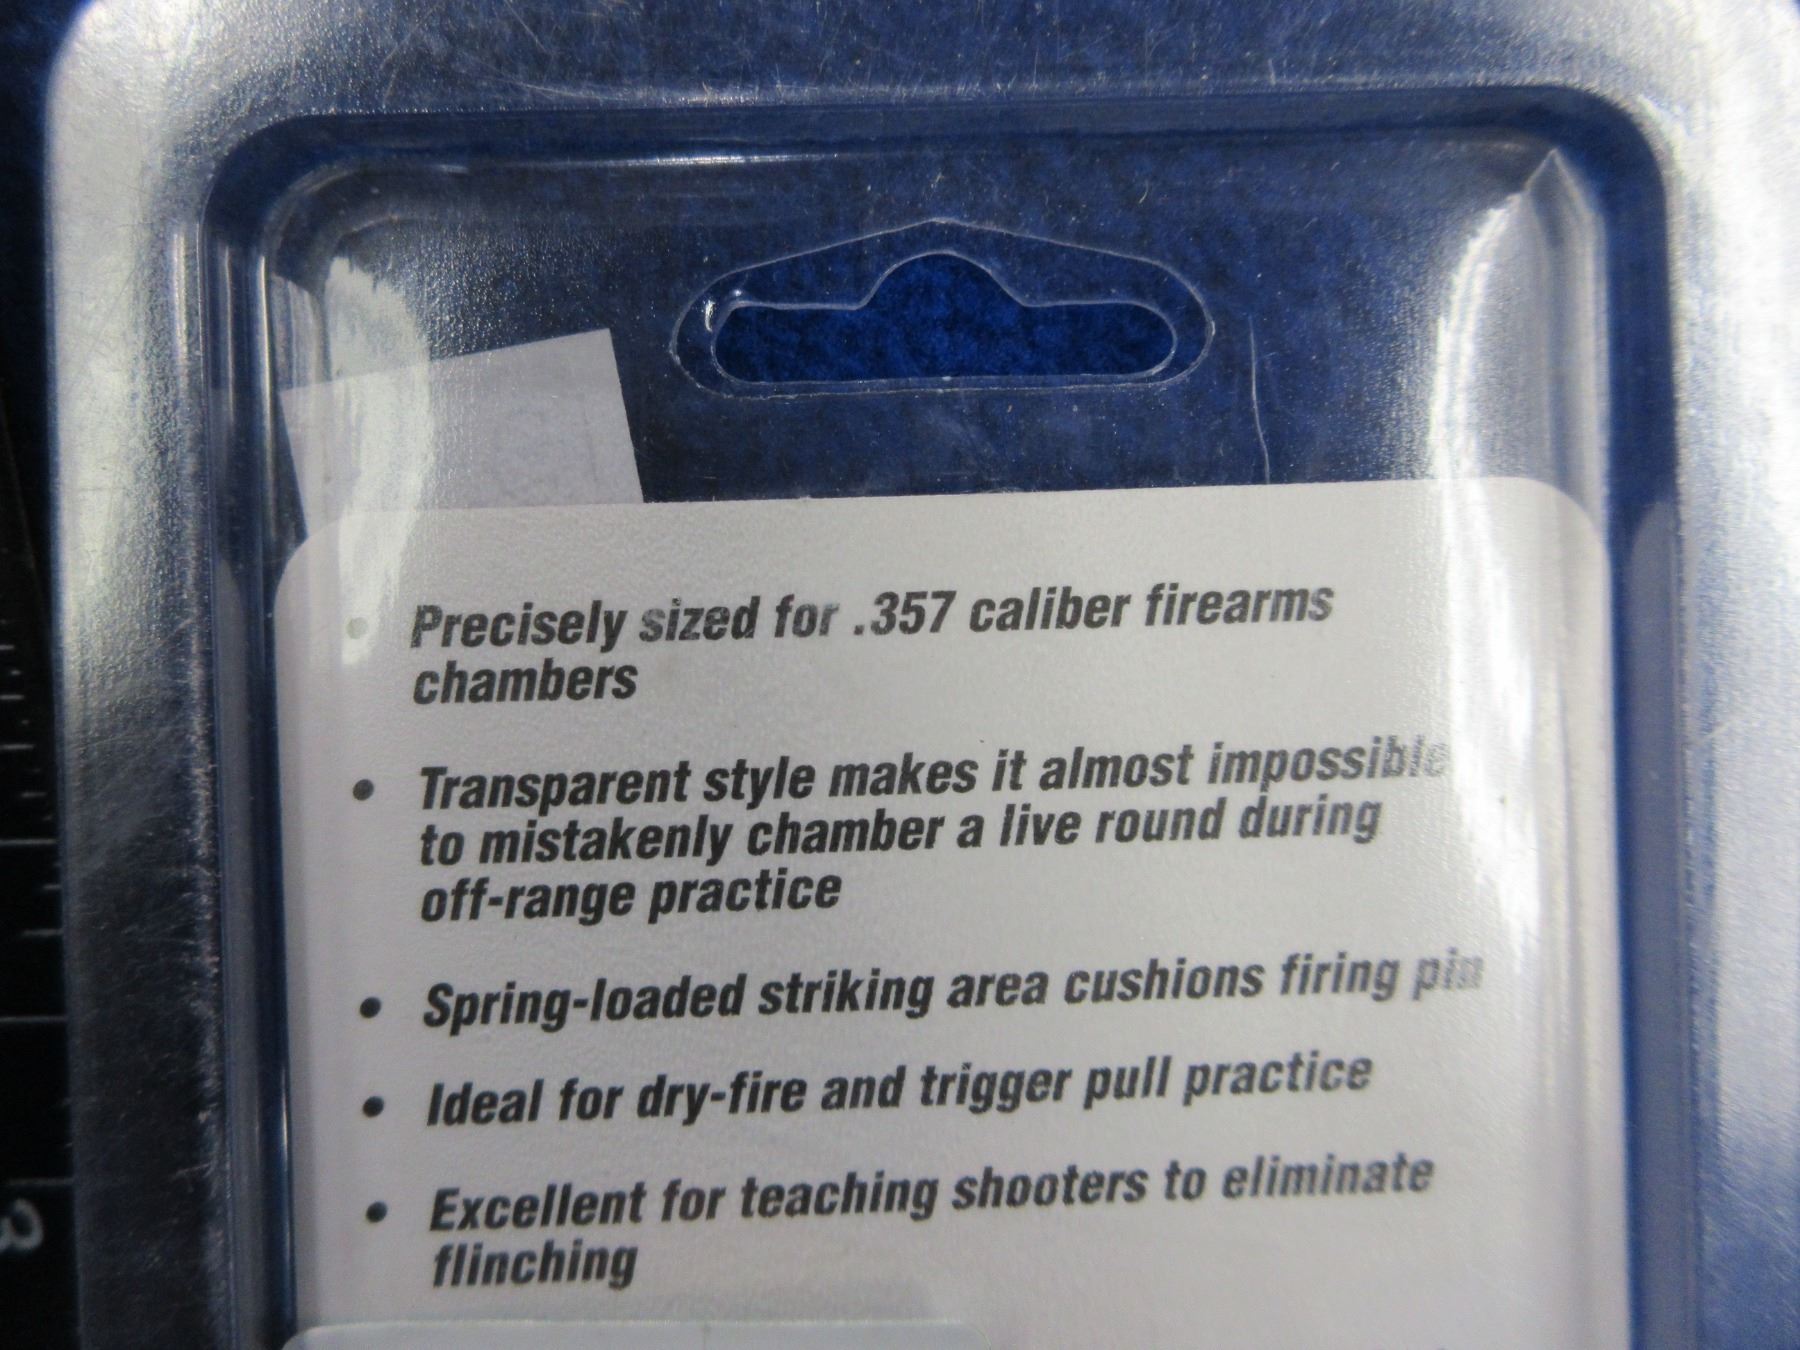 • Precisely sized for .357 caliber firearms
chambers
• Transparent style makes it almost impossible
to mistakenly chamber a live round during
off-range practice
• Spring-loaded striking area cushions firing pin
• Ideal for dry-fire and trigger pull practice
• Excellent for teaching shooters to eliminate
flinching
3